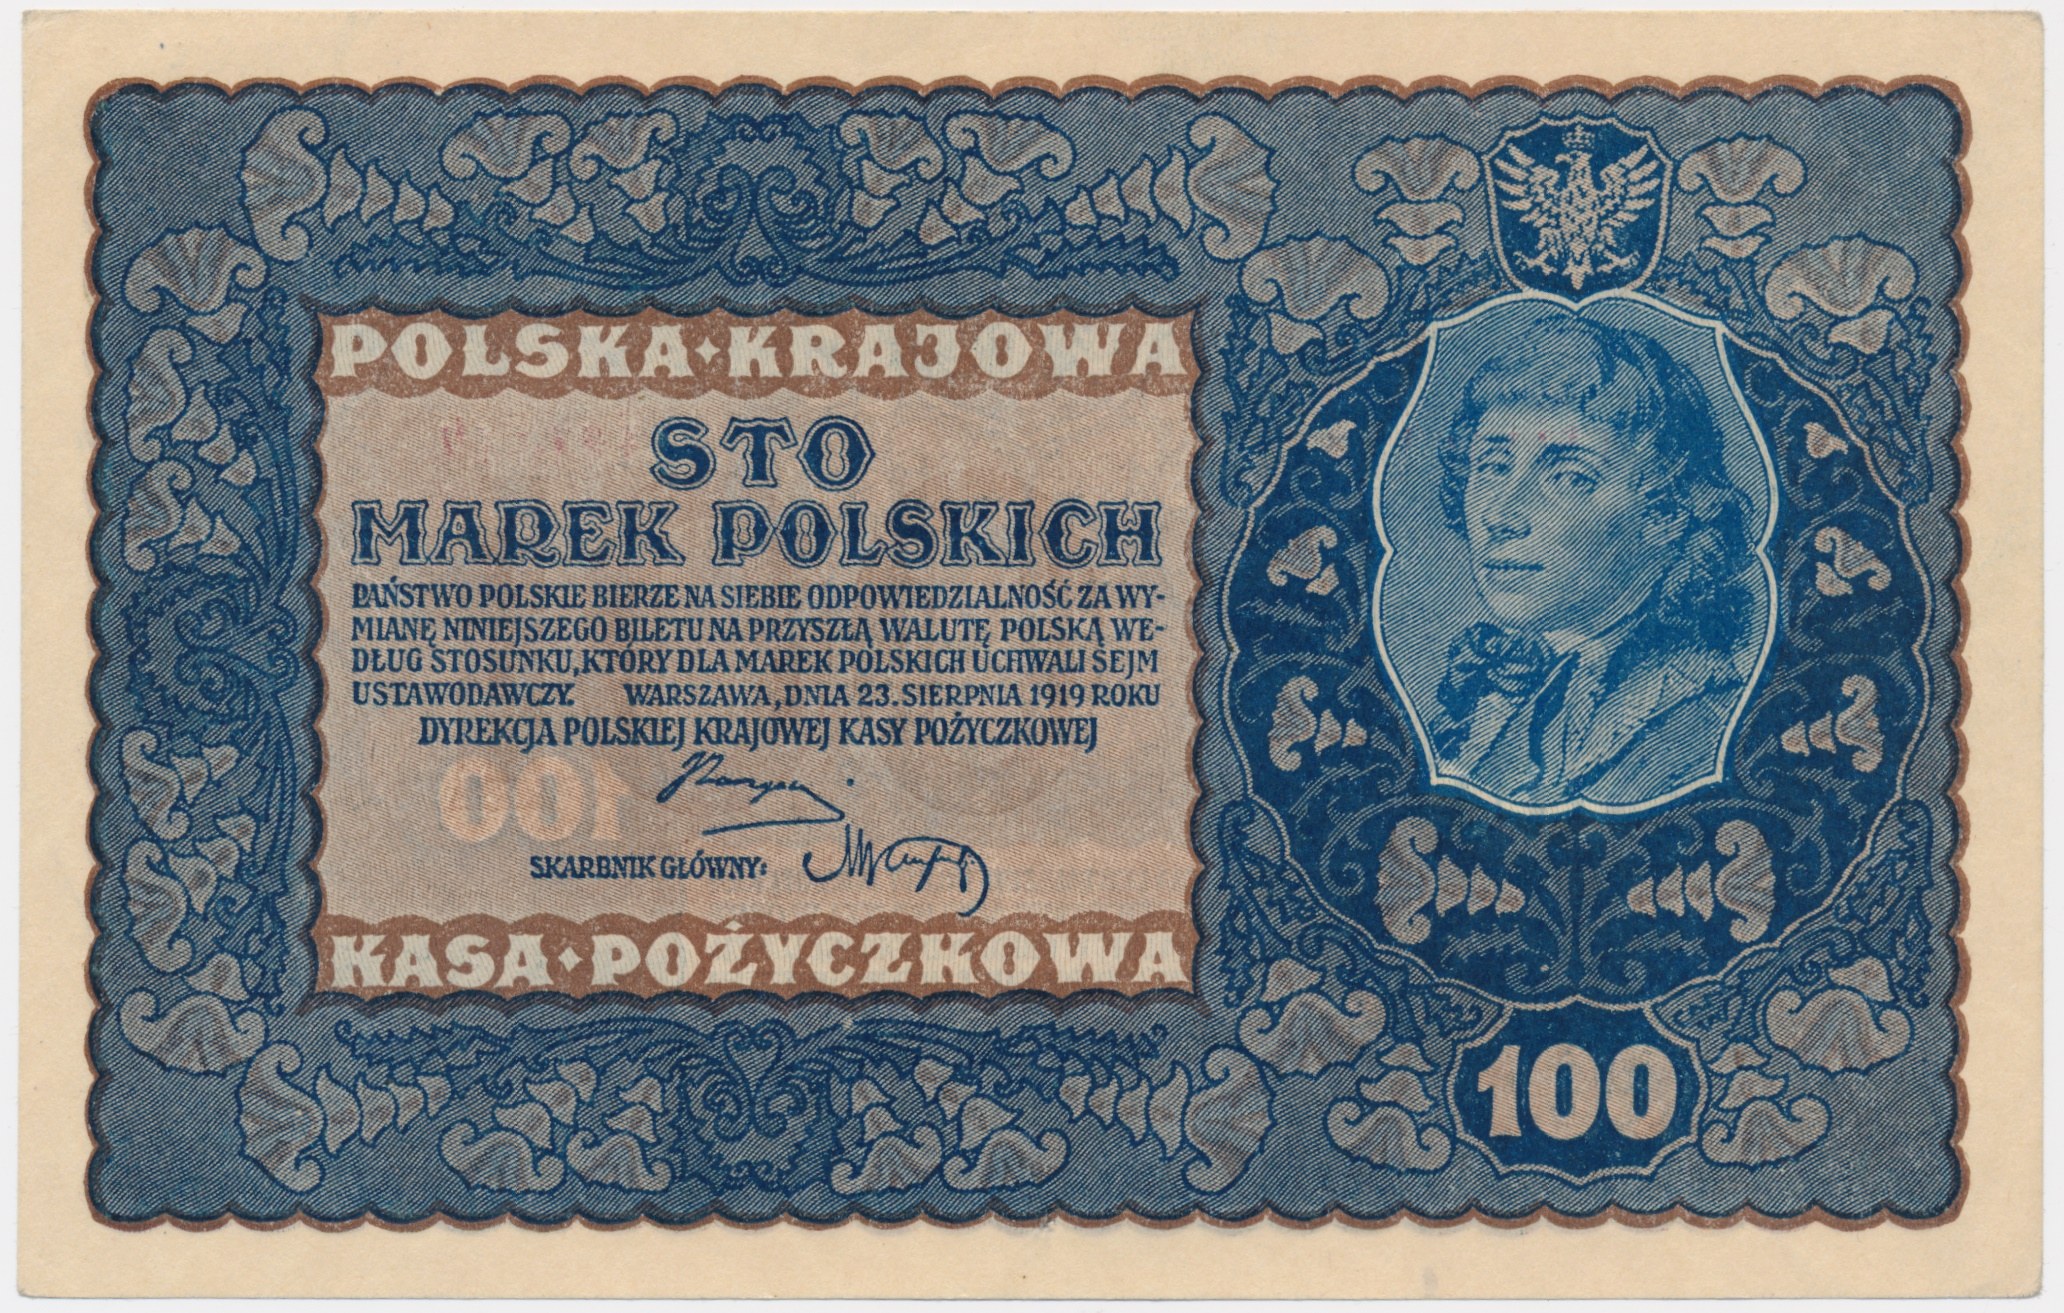 POLSKA·KRAJOWA
STO
MAREK POLSKICH
PAŃSTWO POLSKIE BIERZE NA SIEBIE ODPOWIEDZIALNOŚĆ ZA WY-
MIANĘ NINIEJSZEGO BILETU NA PRZYSZŁĄ WALUTĘ POLSKĄ WE-
DŁUG STOSUNKU, KTÓRY DLA MAREK POLSKICH UCHWALI SEJM
USTAWODAWCZY. WARSZAWA, DNIA 23. SIERPNIA 1919 ROKU
DYREKCJA POLSKIEJ KRAJOWEJ KASY POŻYCZKOWEJ
100
SKARBNIK GŁÓWNY:
KASA·POŻYCZKOWA
100